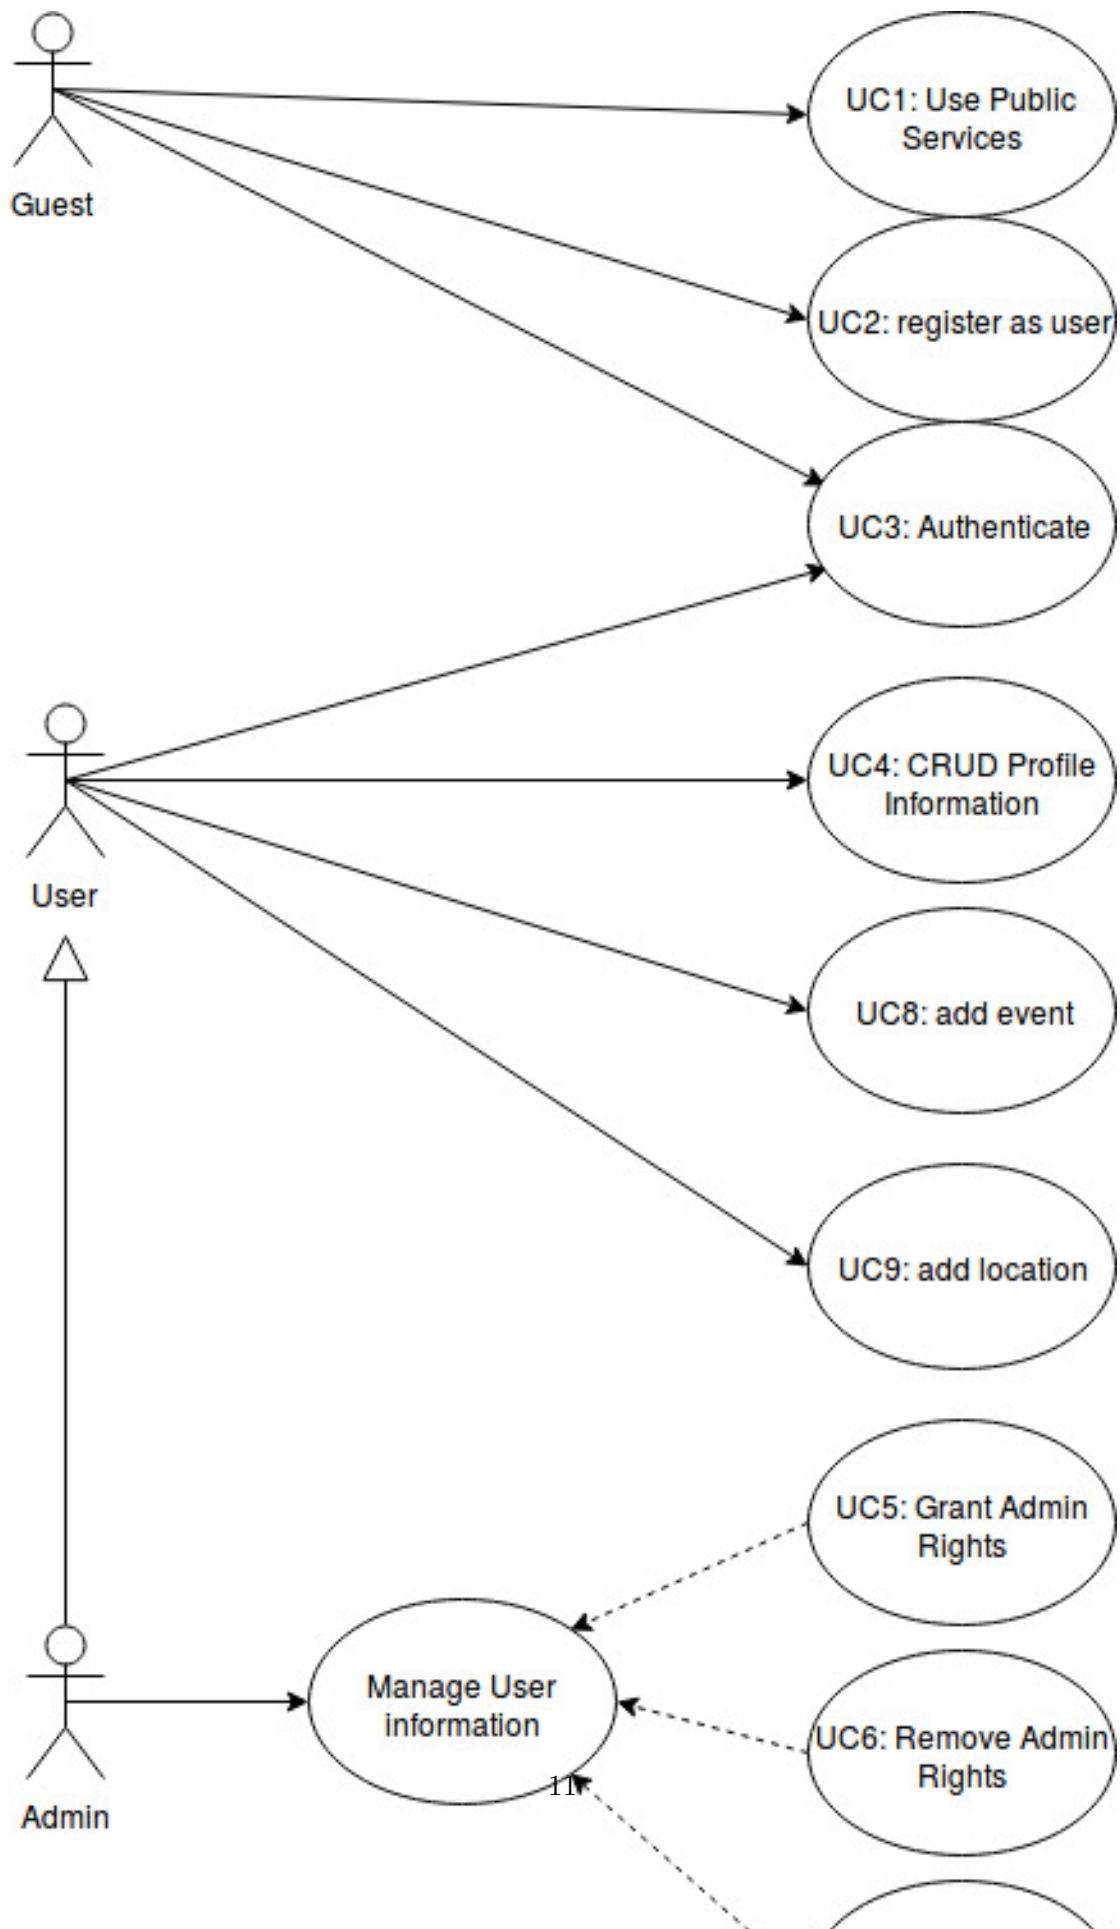 UC1: Use Public
Services
Guest
UC2: register as user
UC3: Authenticate
UC4: CRUD Profile
Information
User
UC8: add event
UC9: add location
UC5: Grant Admin
Rights
Manage User
information
UC6: Remove Admin
Rights
11
Admin